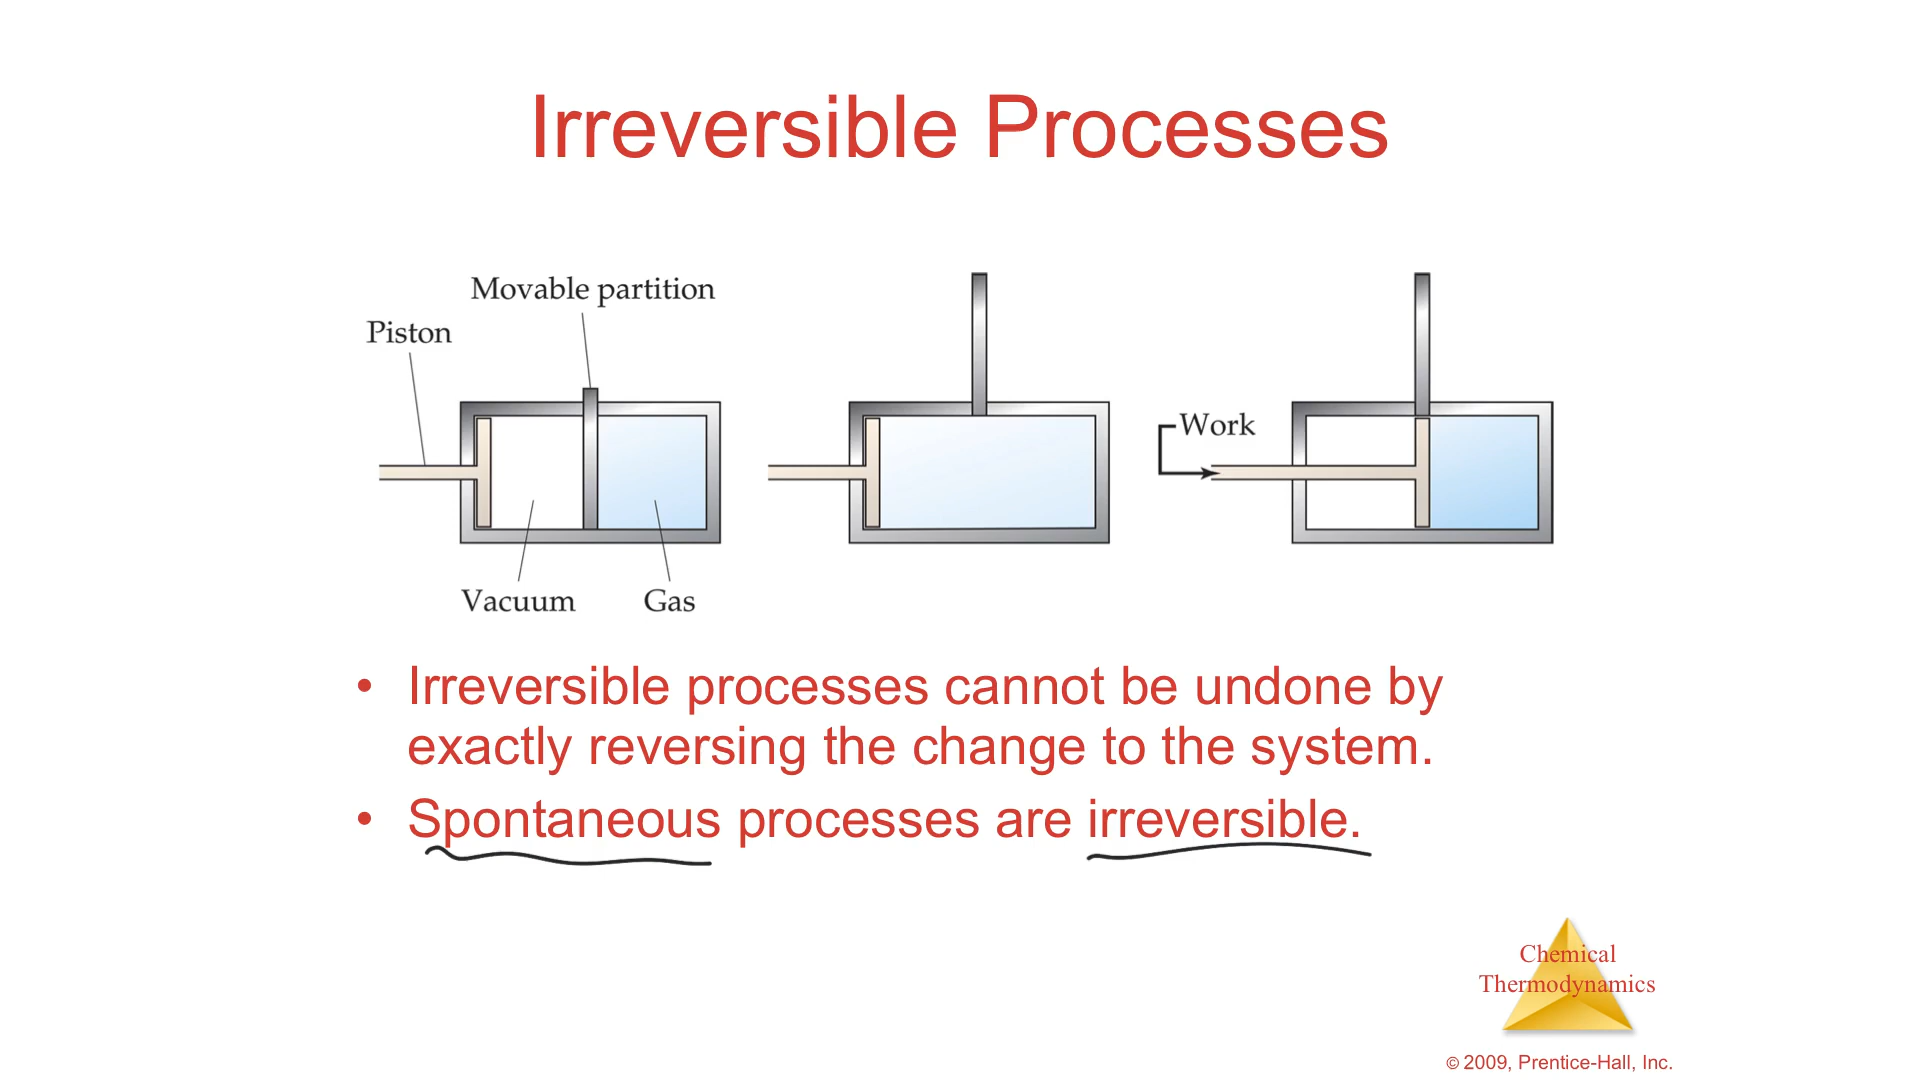 Irreversible Processes
Movable partition
Piston
Work
Vacuum
Gas
• Irreversible processes cannot be undone by
exactly reversing the change to the system.
• Spontaneous processes are irreversible.
Chemical
Thermodynamics
© 2009, Prentice-Hall, Inc.